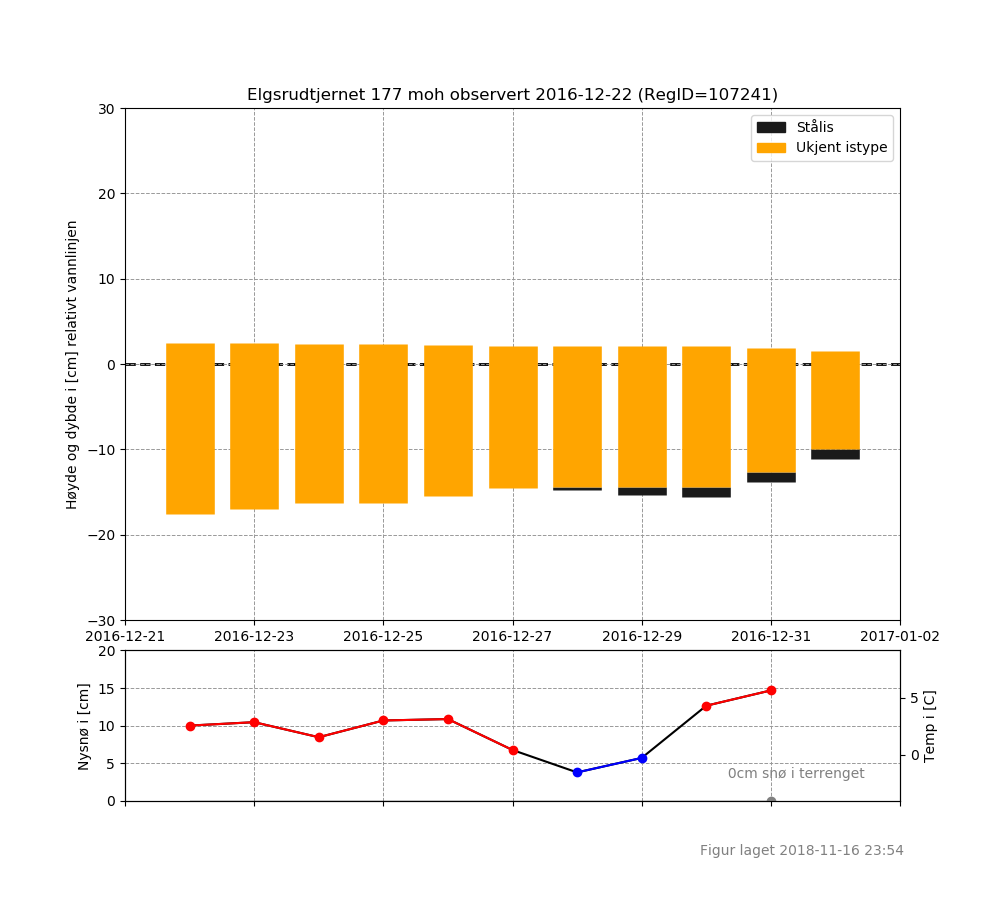 Elgsrudtjernet 177 moh observert 2016-12-22 (RegID=107241)
Stålis
Ukjent istype
Høyde og dybde i [cm] relativt vannlinjen
30
20
10
0
−10
−20
−30
2016-12-21 2016-12-23 2016-12-25 2016-12-27 2016-12-29 2016-12-31 2017-01-02
Nysnø i [cm]
20
15
10
5
0
5
0
Temp i [C]
0cm snø i terrenget
Figur laget 2018-11-16 23:54